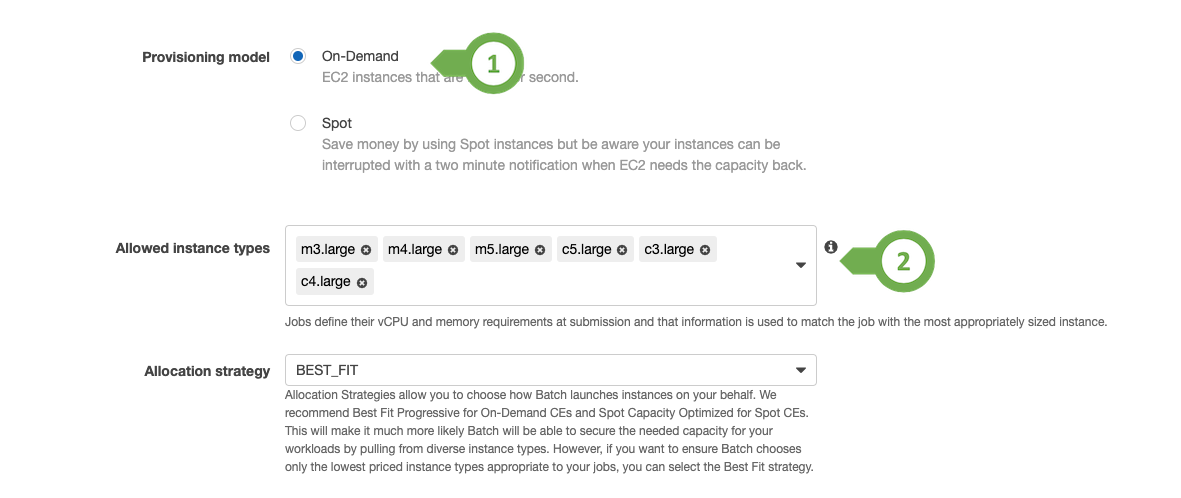 Provisioning model
On-Demand
1
EC2 instances that are r second.
Spot
Save money by using Spot instances but be aware your instances can be
interrupted with a two minute notification when EC2 needs the capacity back.
Allowed instance types
m3.large m4.large m5.large c5.large c3.large
2
c4.large
Jobs define their vCPU and memory requirements at submission and that information is used to match the job with the most appropriately sized instance.
Allocation strategy
BEST_FIT
Allocation Strategies allow you to choose how Batch launches instances on your behalf. We
recommend Best Fit Progressive for On-Demand CEs and Spot Capacity Optimized for Spot CEs.
This will make it much more likely Batch will be able to secure the needed capacity for your
workloads by pulling from diverse instance types. However, if you want to ensure Batch chooses
only the lowest priced instance types appropriate to your jobs, you can select the Best Fit strategy.